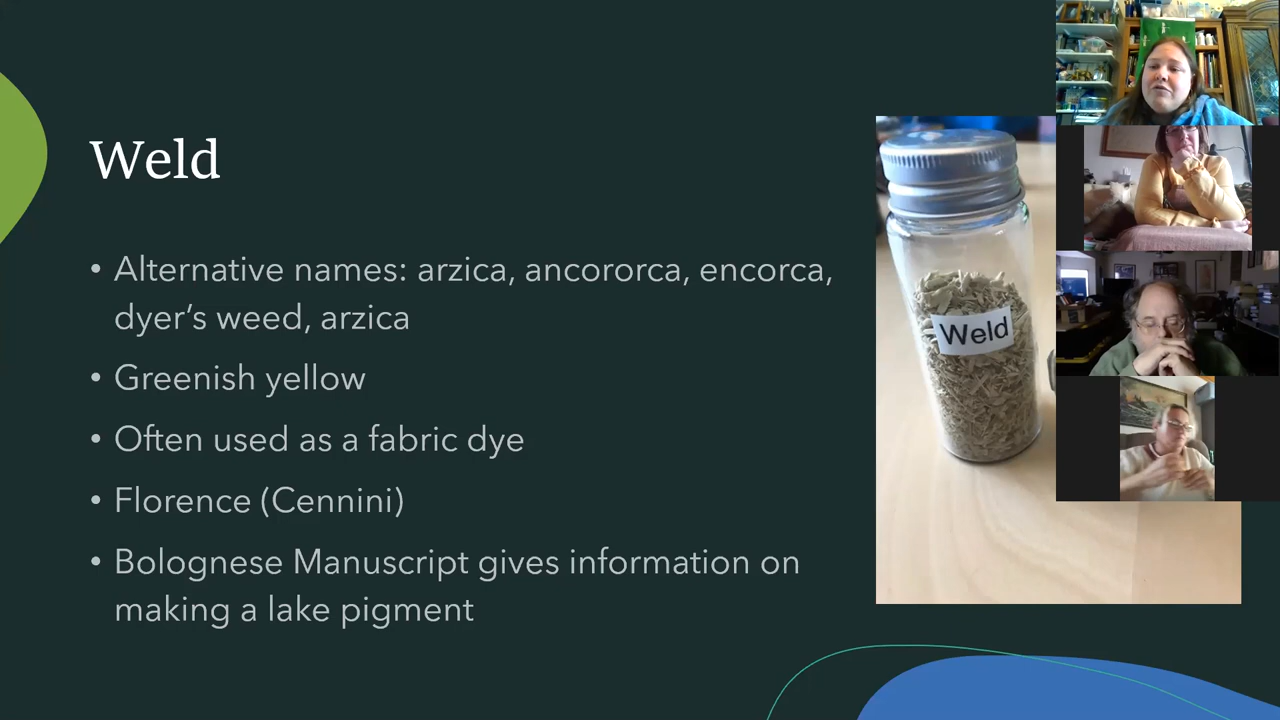 Weld
• Alternative names: arzica, ancororca, encorca,
dyer’s weed, arzica
• Greenish yellow
• Often used as a fabric dye
• Florence (Cennini)
• Bolognese Manuscript gives information on
making a lake pigment
Weld